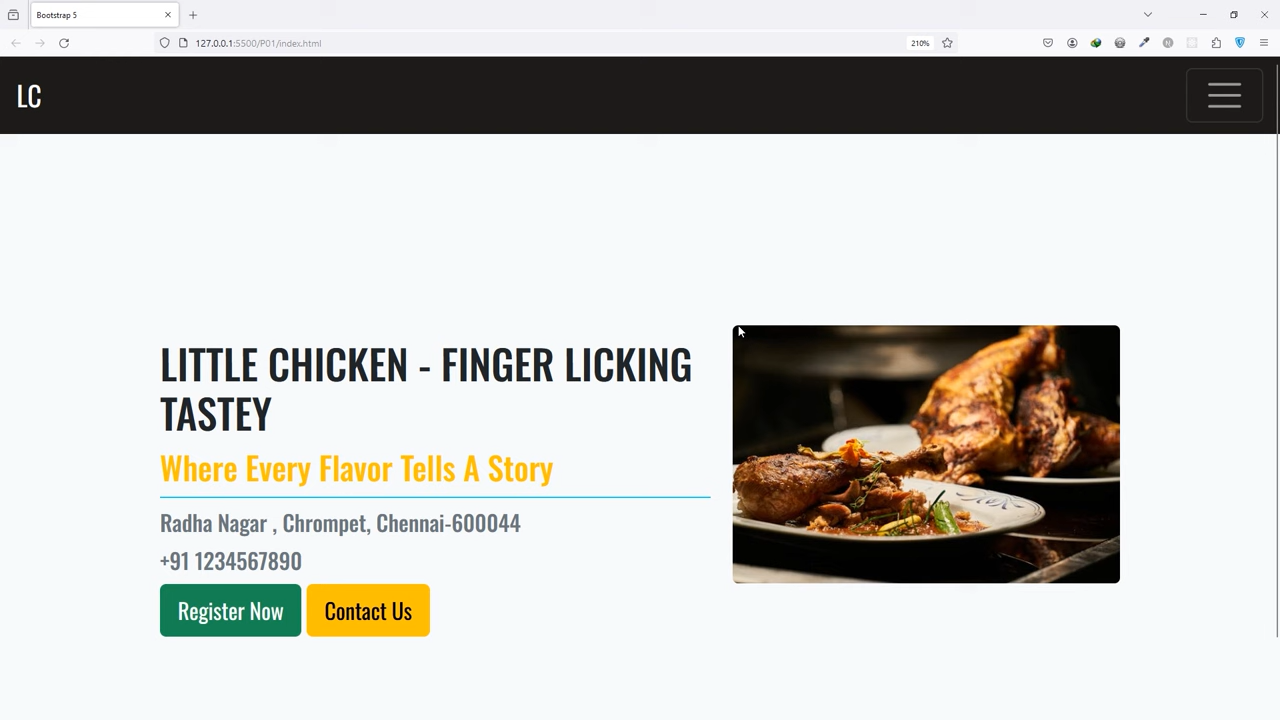 Bootstrap 5
127.0.0.1:5500/P01/index.html
210%
LC
LITTLE CHICKEN - FINGER LICKING
TASTEY
Where Every Flavor Tells A Story
Radha Nagar , Chrompet, Chennai-600044
+91 1234567890
Register Now
Contact Us